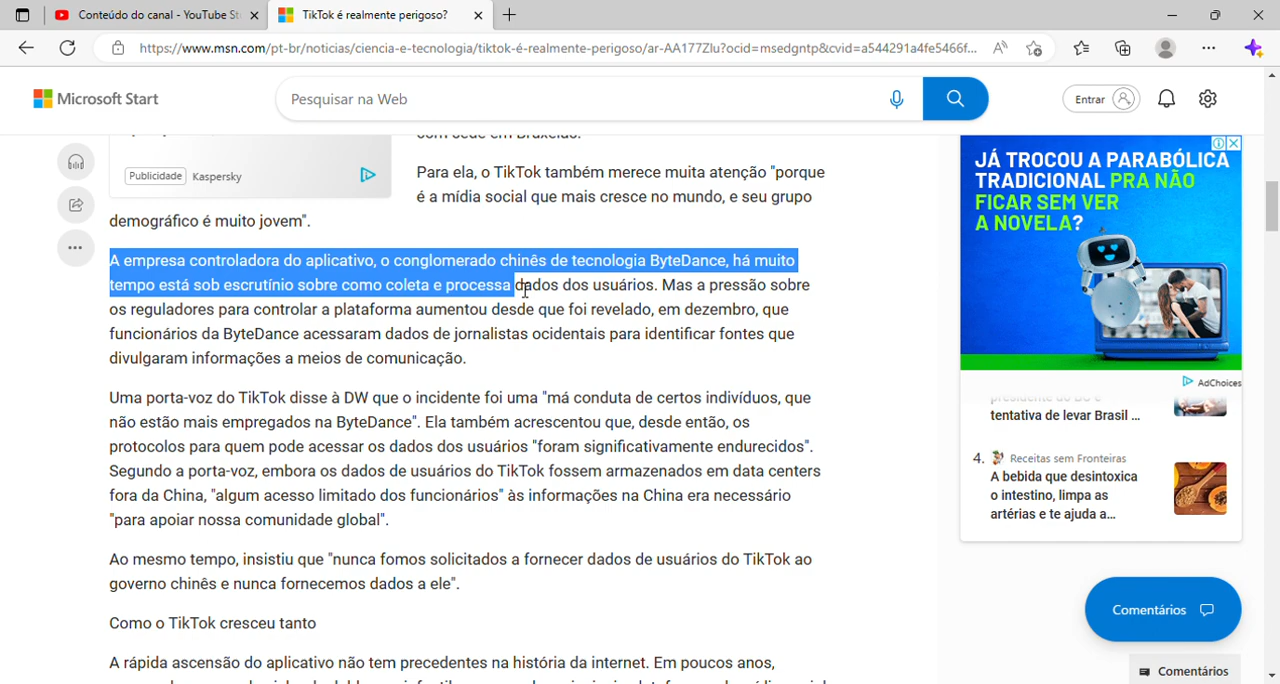 Conteúdo do canal - YouTube St
TikTok é realmente perigoso?
https://www.msn.com/pt-br/noticias/ciencia-e-tecnologia/tiktok-é-realmente-perigoso/ar-AA177Zlu?ocid=msedgntp&cvid=a544291a4fe5466f...
Microsoft Start
Pesquisar na Web
Entrar
com sede em Bruxelas.
Publicidade Kaspersky
Para ela, o TikTok também merece muita atenção "porque
é a mídia social que mais cresce no mundo, e seu grupo
demográfico é muito jovem".
A empresa controladora do aplicativo, o conglomerado chinês de tecnologia ByteDance, há muito
tempo está sob escrutínio sobre como coleta e processa dados dos usuários. Mas a pressão sobre
os reguladores para controlar a plataforma aumentou desde que foi revelado, em dezembro, que
funcionários da ByteDance acessaram dados de jornalistas ocidentais para identificar fontes que
divulgaram informações a meios de comunicação.
Uma porta-voz do TikTok disse à DW que o incidente foi uma "má conduta de certos indivíduos, que
não estão mais empregados na ByteDance". Ela também acrescentou que, desde então, os
protocolos para quem pode acessar os dados dos usuários "foram significativamente endurecidos".
Segundo a porta-voz, embora os dados de usuários do TikTok fossem armazenados em data centers
fora da China, "algum acesso limitado dos funcionários" às informações na China era necessário
"para apoiar nossa comunidade global".
Ao mesmo tempo, insistiu que "nunca fomos solicitados a fornecer dados de usuários do TikTok ao
governo chinês e nunca fornecemos dados a ele".
Como o TikTok cresceu tanto
A rápida ascensão do aplicativo não tem precedentes na história da internet. Em poucos anos,
JÁ TROCOU A PARABÓLICA
TRADICIONAL PRA NÃO
FICAR SEM VER
A NOVELA?
AdChoices
presidente do BC e
tentativa de levar Brasil ...
4. Receitas sem Fronteiras
A bebida que desintoxica
o intestino, limpa as
artérias e te ajuda a...
Comentários
Comentários